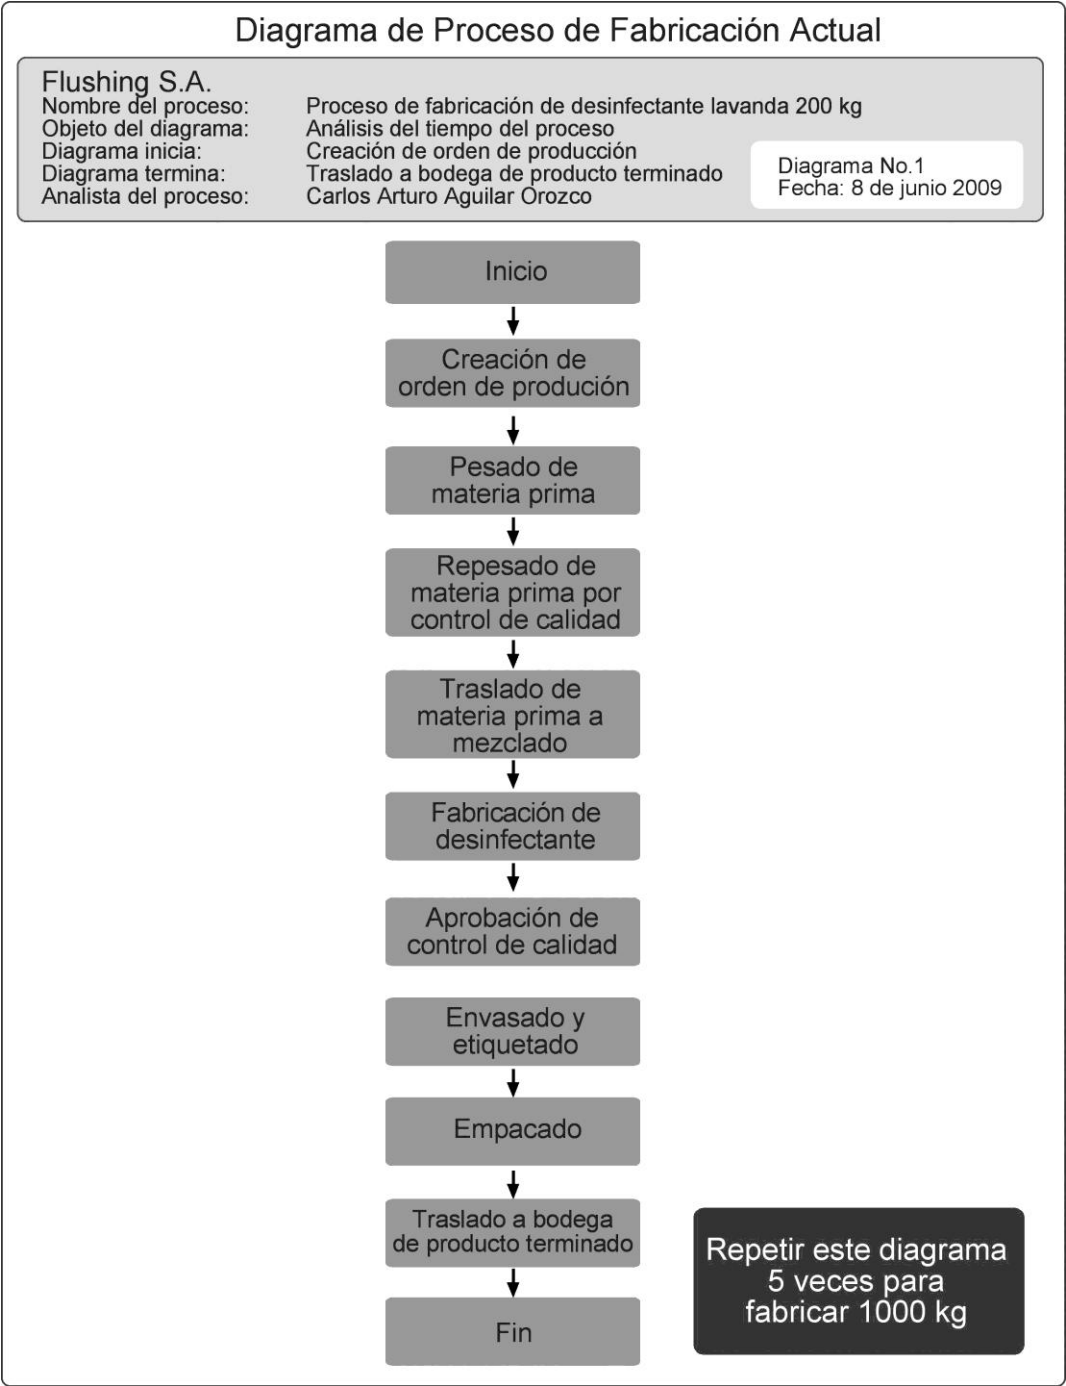 Diagrama de Proceso de Fabricación Actual
Flushing S.A.
Nombre del proceso: Proceso de fabricación de desinfectante lavanda 200 kg
Objeto del diagrama: Análisis del tiempo del proceso
Diagrama inicia: Creación de orden de producción
Diagrama termina: Traslado a bodega de producto terminado
Analista del proceso: Carlos Arturo Aguilar Orozco
Diagrama No.1
Fecha: 8 de junio 2009
Inicio
Creación de
orden de produción
Pesado de
materia prima
Repesado de
materia prima por
control de calidad
Traslado de
materia prima a
mezclado
Fabricación de
desinfectante
Aprobación de
control de calidad
Envasado y
etiquetado
Empacado
Traslado a bodega
de producto terminado
Fin
Repetir este diagrama
5 veces para
fabricar 1000 kg